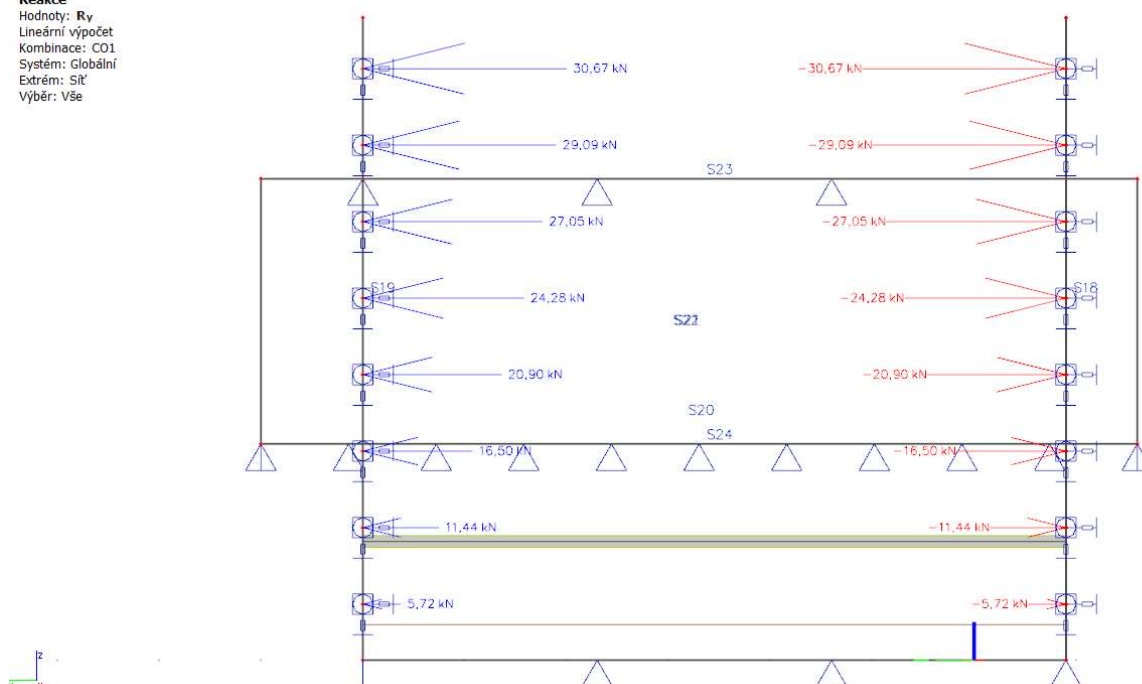 Reakce
Hodnoty: Ry
Lineární výpočet
Kombinace: CO1
Systém: Globální
Extrém: Síť
Výběr: Vše
30,67 kN
-30,67 kN
29,09 kN
-29,09 kN
S23
27,05 kN
-27,05 kN
S19
24,28 kN
-24,28 kN
S18
20,90 kN
-20,90 kN
S20
S24
16,50 kN
-16,50 kN
11,44 kN
-11,44 kN
5,72 kN
-5,72 kN
z